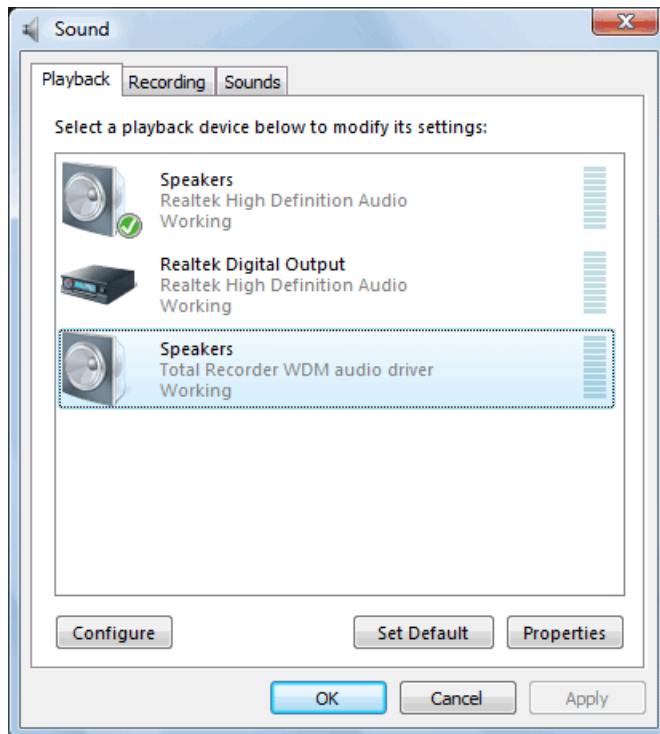 Sound
Playback Recording Sounds
Select a playback device below to modify its settings:
Speakers
Realtek High Definition Audio
Working
Realtek Digital Output
Realtek High Definition Audio
Working
Speakers
Total Recorder WDM audio driver
Working
Configure Set Default Properties
OK Cancel Apply